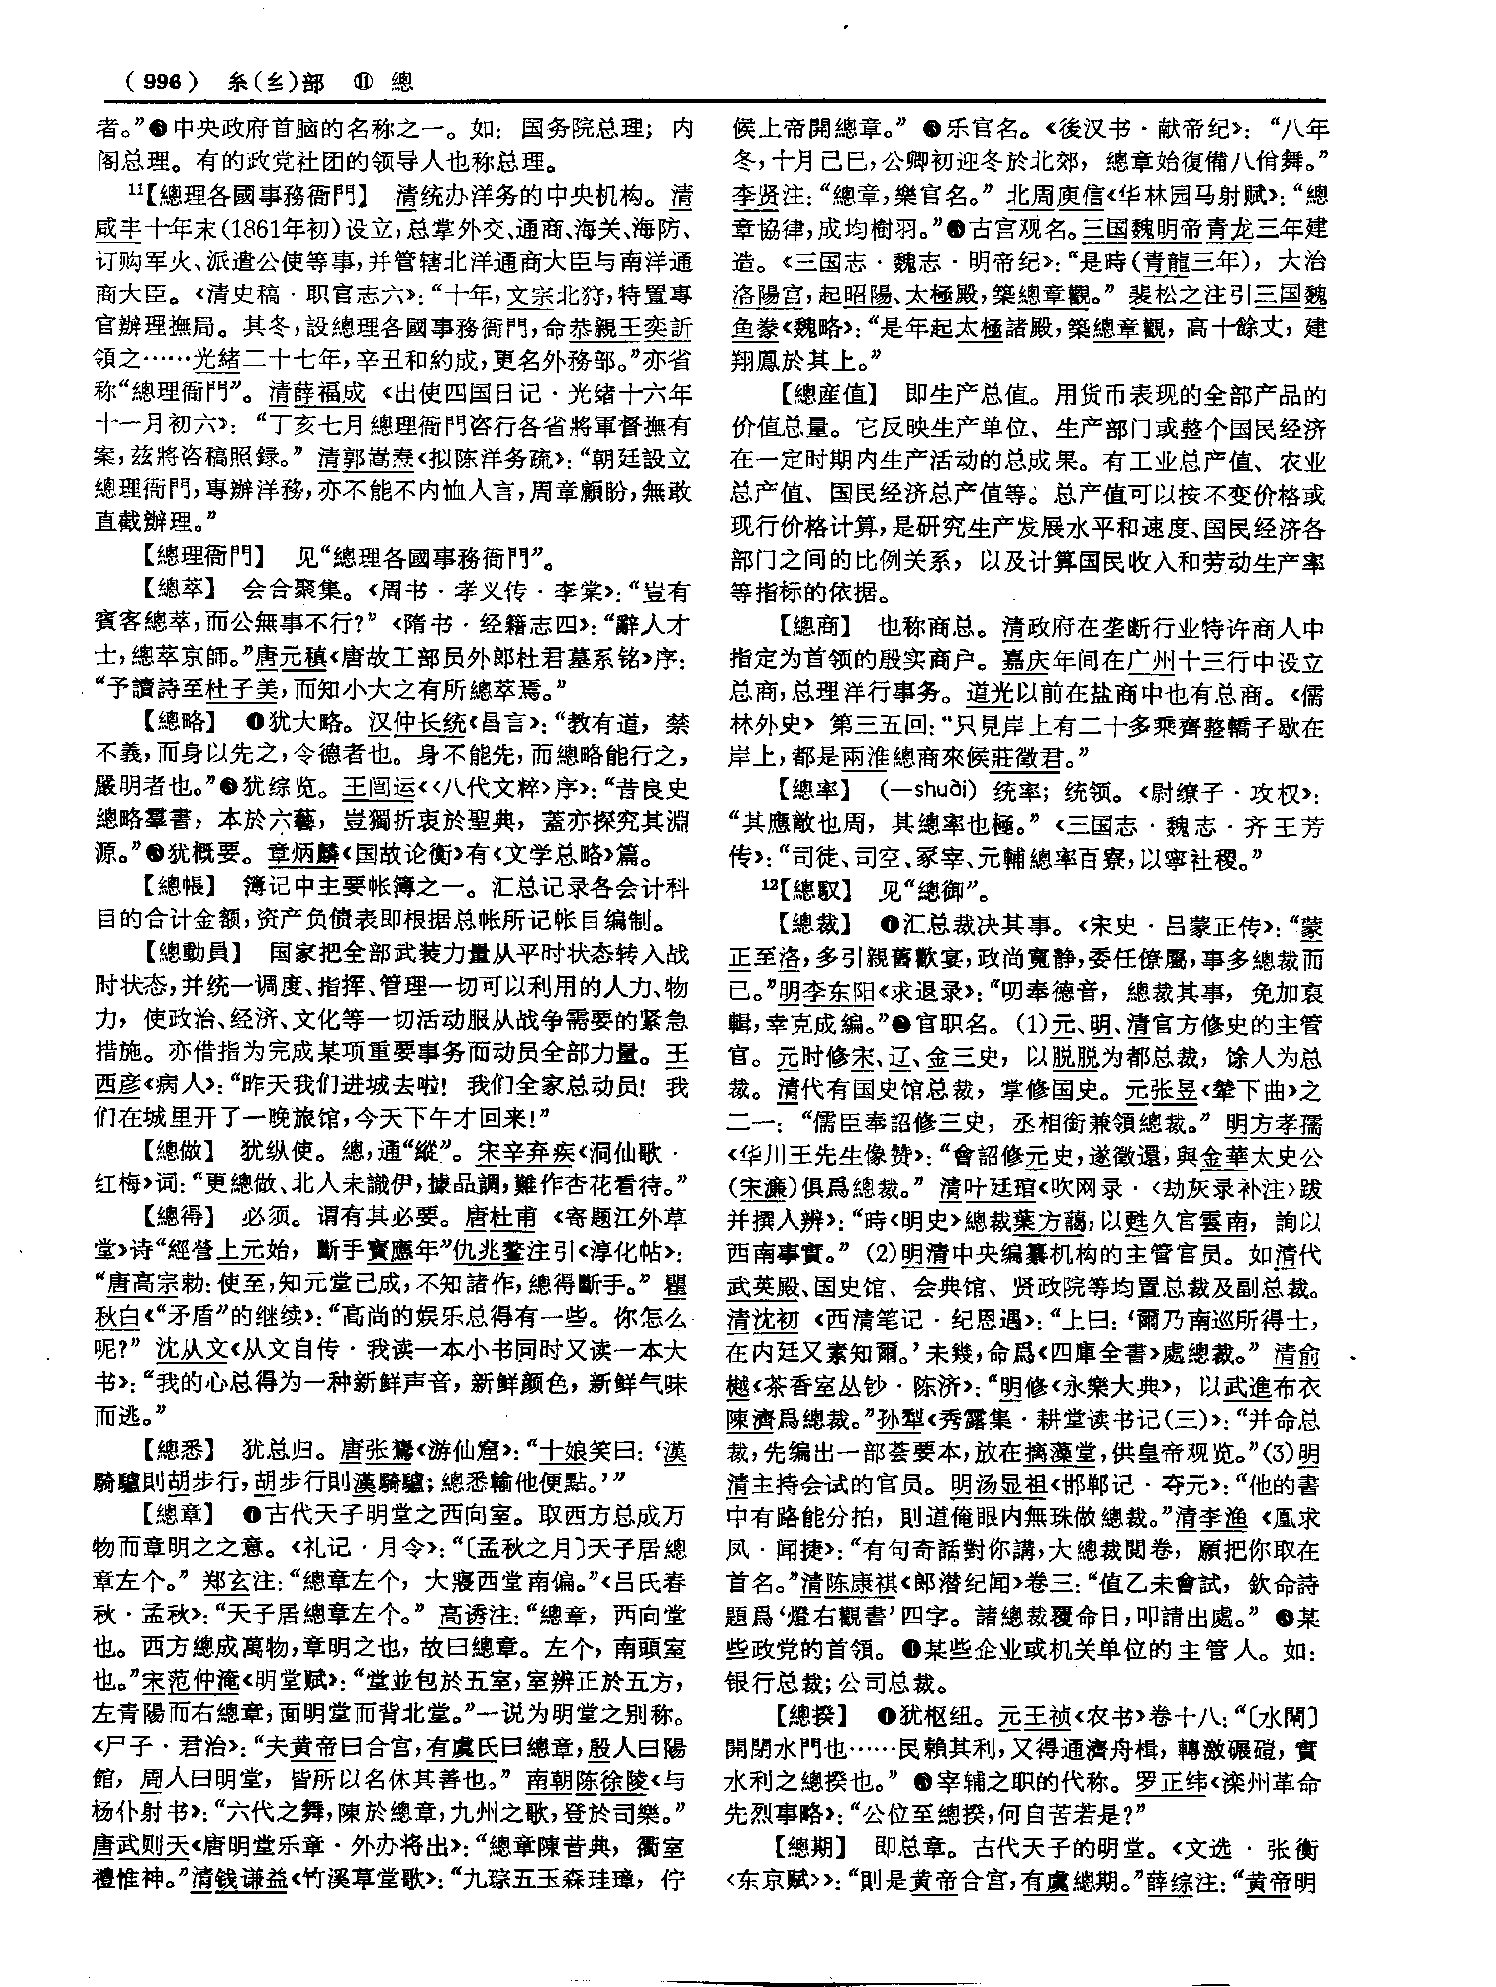 （996） 糸（纟）部 ⑪ 總
者。”❸中央政府首脑的名称之一。如：国务院总理；内
阁总理。有的政党社团的领导人也称总理。
11【總理各國事務衙門】 清统办洋务的中央机构。清
咸丰十年末(1861年初)设立，总掌外交、通商、海关、海防、
订购军火、派遣公使等事，并管辖北洋通商大臣与南洋通
商大臣。《清史稿·职官志六》：“十年，文宗北狩，特置專
官辦理撫局。其冬，設總理各國事務衙門，命恭親王奕訢
領之……光緒二十七年，辛丑和約成，更名外務部。”亦省
称“總理衙門”。清薛福成《出使四国日记·光绪十六年
十一月初六》：“丁亥七月總理衙門咨行各省將軍督撫有
案，茲將咨稿照録。”清郭嵩焘《拟陈洋务疏》：“朝廷設立
總理衙門，專辦洋務，亦不能不内恤人言，周章顧盼，無敢
直截辦理。”
【總理衙門】 见“總理各國事務衙門”。
【總萃】 会合聚集。《周书·孝义传·李棠》：“豈有
賓客總萃，而公無事不行？”《隋书·经籍志四》：“辭人才
士，總萃京師。”唐元稹《唐故工部员外郎杜君墓系铭》序：
“予讀詩至杜子美，而知小大之有所總萃焉。”
【總略】 ❶犹大略。汉仲长统《昌言》：“教有道，禁
不義，而身以先之，令德者也。身不能先，而總略能行之，
嚴明者也。”❷犹综览。王闿运《〈八代文粹〉序》：“昔良史
總略羣書，本於六藝，豈獨折衷於聖典，蓋亦探究其淵
源。”❸犹概要。章炳麟《国故论衡》有《文学总略》篇。
【總帳】 簿记中主要帐簿之一。汇总记录各会计科
目的合计金额，资产负债表即根据总帐所记帐目编制。
【總動員】 国家把全部武装力量从平时状态转入战
时状态，并统一调度、指挥、管理一切可以利用的人力、物
力，使政治、经济、文化等一切活动服从战争需要的紧急
措施。亦借指为完成某项重要事务而动员全部力量。王
西彦《病人》：“昨天我们进城去啦！我们全家总动员！我
们在城里开了一晚旅馆，今天下午才回来！”
【總做】 犹纵使。總，通“縱”。宋辛弃疾《洞仙歌·
红梅》词：“更總做、北人未識伊，據品調，難作杏花看待。”
【總得】 必须。谓有其必要。唐杜甫《寄题江外草
堂》诗“經營上元始，斷手寶應年”仇兆鳌注引《淳化帖》：
“唐高宗勑：使至，知元堂已成，不知諸作，總得斷手。”瞿
秋白《“矛盾”的继续》：“高尚的娱乐总得有一些。你怎么
呢？”沈从文《从文自传·我读一本小书同时又读一本大
书》：“我的心总得为一种新鲜声音，新鲜颜色，新鲜气味
而逃。”
【總悉】 犹总归。唐张鷟《游仙窟》：“十娘笑曰：‘漢
騎驢則胡步行，胡步行則漢騎驢；總悉輸他便點。’”
【總章】 ❶古代天子明堂之西向室。取西方总成万
物而章明之之意。《礼记·月令》：“〔孟秋之月〕天子居總
章左个。”郑玄注：“總章左个，大寢西堂南偏。”《吕氏春
秋·孟秋》：“天子居總章左个。”高诱注：“總章，西向堂
也。西方總成萬物，章明之也，故曰總章。左个，南頭室
也。”宋范仲淹《明堂赋》：“堂並包於五室，室辨正於五方，
左青陽而右總章，面明堂而背北堂。”一说为明堂之别称。
《尸子·君治》：“夫黄帝曰合宫，有虞氏曰總章，殷人曰陽
館，周人曰明堂，皆所以名休其善也。”南朝陈徐陵《与
杨仆射书》：“六代之舞，陳於總章，九州之歌，登於司樂。”
唐武则天《唐明堂乐章·外办将出》：“總章陳昔典，衢室
禮惟神。”清钱谦益《竹溪草堂歌》：“九琮五玉森珪璋，佇
候上帝開總章。”❷乐官名。《後汉书·献帝纪》：“八年
冬，十月己巳，公卿初迎冬於北郊，總章始復備八佾舞。”
李贤注：“總章，樂官名。”北周庾信《华林园马射赋》：“總
章協律，成均樹羽。”❸古宫观名。三国魏明帝青龙三年建
造。《三国志·魏志·明帝纪》：“是時(青龍三年)，大治
洛陽宫，起昭陽、太極殿，築總章觀。”裴松之注引三国魏
鱼豢《魏略》：“是年起太極諸殿，築總章觀，高十餘丈，建
翔鳳於其上。”
【總産值】 即生产总值。用货币表现的全部产品的
价值总量。它反映生产单位、生产部门或整个国民经济
在一定时期内生产活动的总成果。有工业总产值、农业
总产值、国民经济总产值等。总产值可以按不变价格或
现行价格计算，是研究生产发展水平和速度、国民经济各
部门之间的比例关系，以及计算国民收入和劳动生产率
等指标的依据。
【總商】 也称商总。清政府在垄断行业特许商人中
指定为首领的殷实商户。嘉庆年间在广州十三行中设立
总商，总理洋行事务。道光以前在盐商中也有总商。《儒
林外史》第三五回：“只見岸上有二十多乘齊整轎子歇在
岸上，都是兩淮總商來候莊徵君。”
【總率】 (—shuài) 统率；统领。《尉缭子·攻权》：
“其應敵也周，其總率也極。”《三国志·魏志·齐王芳
传》：“司徒、司空、冢宰、元輔總率百寮，以寧社稷。”
12【總馭】 见“總御”。
【總裁】 ❶汇总裁决其事。《宋史·吕蒙正传》：“蒙
正至洛，多引親舊歡宴，政尚寬静，委任僚屬，事多總裁而
已。”明李东阳《求退录》：“叨奉德音，總裁其事，免加裒
輯，幸克成编。”❷官职名。(1)元、明、清官方修史的主管
官。元时修宋、辽、金三史，以脱脱为都总裁，馀人为总
裁。清代有国史馆总裁，掌修国史。元张昱《辇下曲》之
二一：“儒臣奉詔修三史，丞相銜兼領總裁。”明方孝孺
《华川王先生像赞》：“會詔修元史，遂徵還，與金華太史公
(宋濂)俱爲總裁。”清叶廷琯《吹网录·〈劫灰录补注〉跋
并撰人辨》：“時《明史》總裁葉方藹，以甦久官雲南，詢以
西南事實。”(2)明清中央编纂机构的主管官员。如清代
武英殿、国史馆、会典馆、贤政院等均置总裁及副总裁。
清沈初《西清笔记·纪恩遇》：“上曰：‘爾乃南巡所得士，
在内廷又素知爾。’未幾，命爲《四庫全書》處總裁。”清俞
樾《茶香室丛钞·陈济》：“明修《永樂大典》，以武進布衣
陳濟爲總裁。”孙犁《秀露集·耕堂读书记(三)》：“并命总
裁，先编出一部荟要本，放在摛藻堂，供皇帝观览。”(3)明
清主持会试的官员。明汤显祖《邯郸记·夺元》：“他的書
中有路能分拍，則道俺眼内無珠做總裁。”清李渔《凰求
凤·闻捷》：“有句奇話對你講，大總裁閲卷，願把你取在
首名。”清陈康祺《郎潜纪闻》卷三：“值乙未會試，欽命詩
題爲‘燈右觀書’四字。諸總裁覆命日，叩請出處。”❸某
些政党的首领。❹某些企业或机关单位的主管人。如：
银行总裁；公司总裁。
【總揆】 ❶犹枢纽。元王祯《农书》卷十八：“〔水閘〕
開閉水門也……民賴其利，又得通濟舟楫，轉激碾磑，實
水利之總揆也。”❷宰辅之职的代称。罗正纬《滦州革命
先烈事略》：“公位至總揆，何自苦若是？”
【總期】 即总章。古代天子的明堂。《文选·张衡
〈东京赋〉》：“則是黄帝合宫，有虞總期。”薛综注：“黄帝明